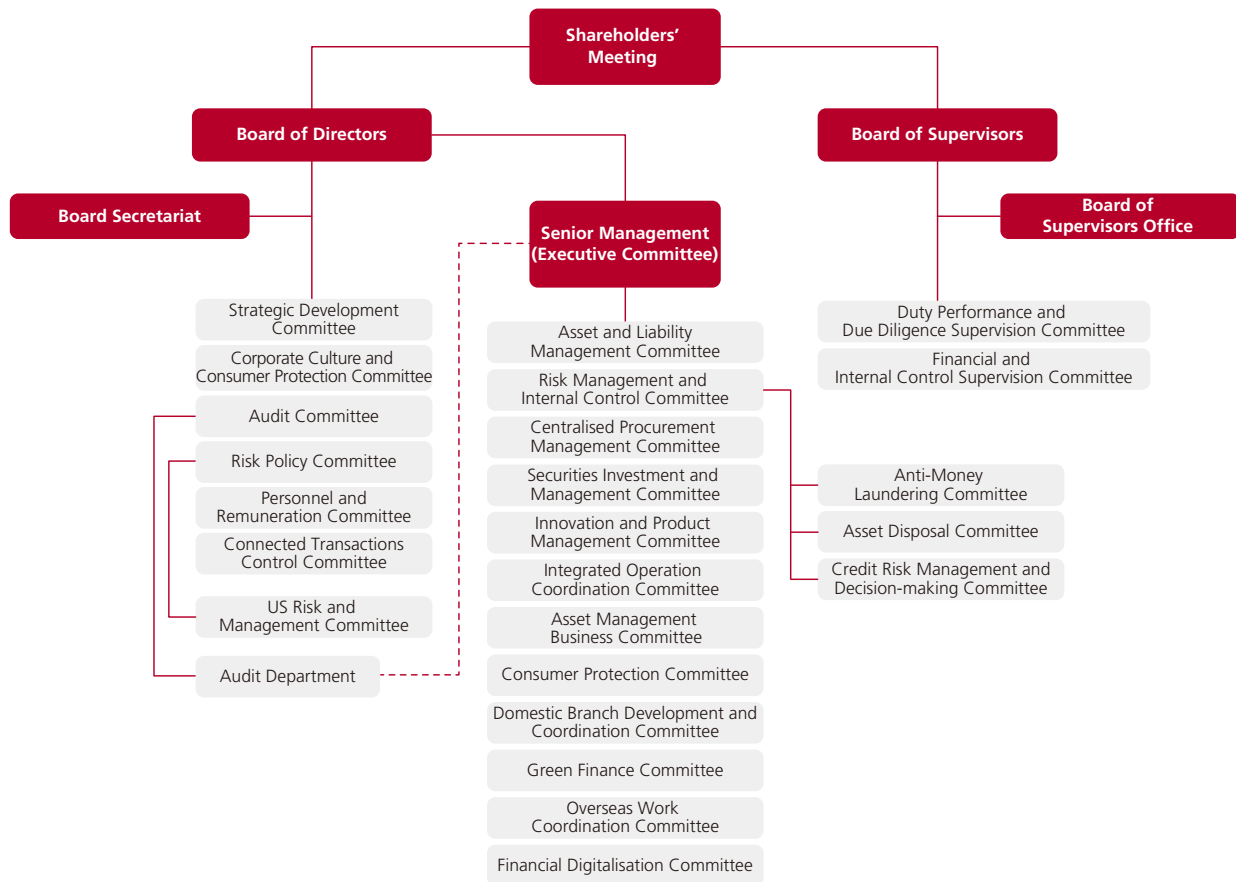 Shareholders'
Meeting
Board of Directors
Board of Supervisors
Board Secretariat
Senior Management
(Executive Committee)
Board of
Supervisors Office
Strategic Development
Committee
Corporate Culture and
Consumer Protection Committee
Audit Committee
Risk Policy Committee
Personnel and
Remuneration Committee
Connected Transactions
Control Committee
US Risk and
Management Committee
Audit Department
Asset and Liability
Management Committee
Risk Management and
Internal Control Committee
Centralised Procurement
Management Committee
Securities Investment and
Management Committee
Innovation and Product
Management Committee
Integrated Operation
Coordination Committee
Asset Management
Business Committee
Consumer Protection Committee
Domestic Branch Development and
Coordination Committee
Green Finance Committee
Overseas Work
Coordination Committee
Financial Digitalisation Committee
Duty Performance and
Due Diligence Supervision Committee
Financial and
Internal Control Supervision Committee
Anti-Money
Laundering Committee
Asset Disposal Committee
Credit Risk Management and
Decision-making Committee